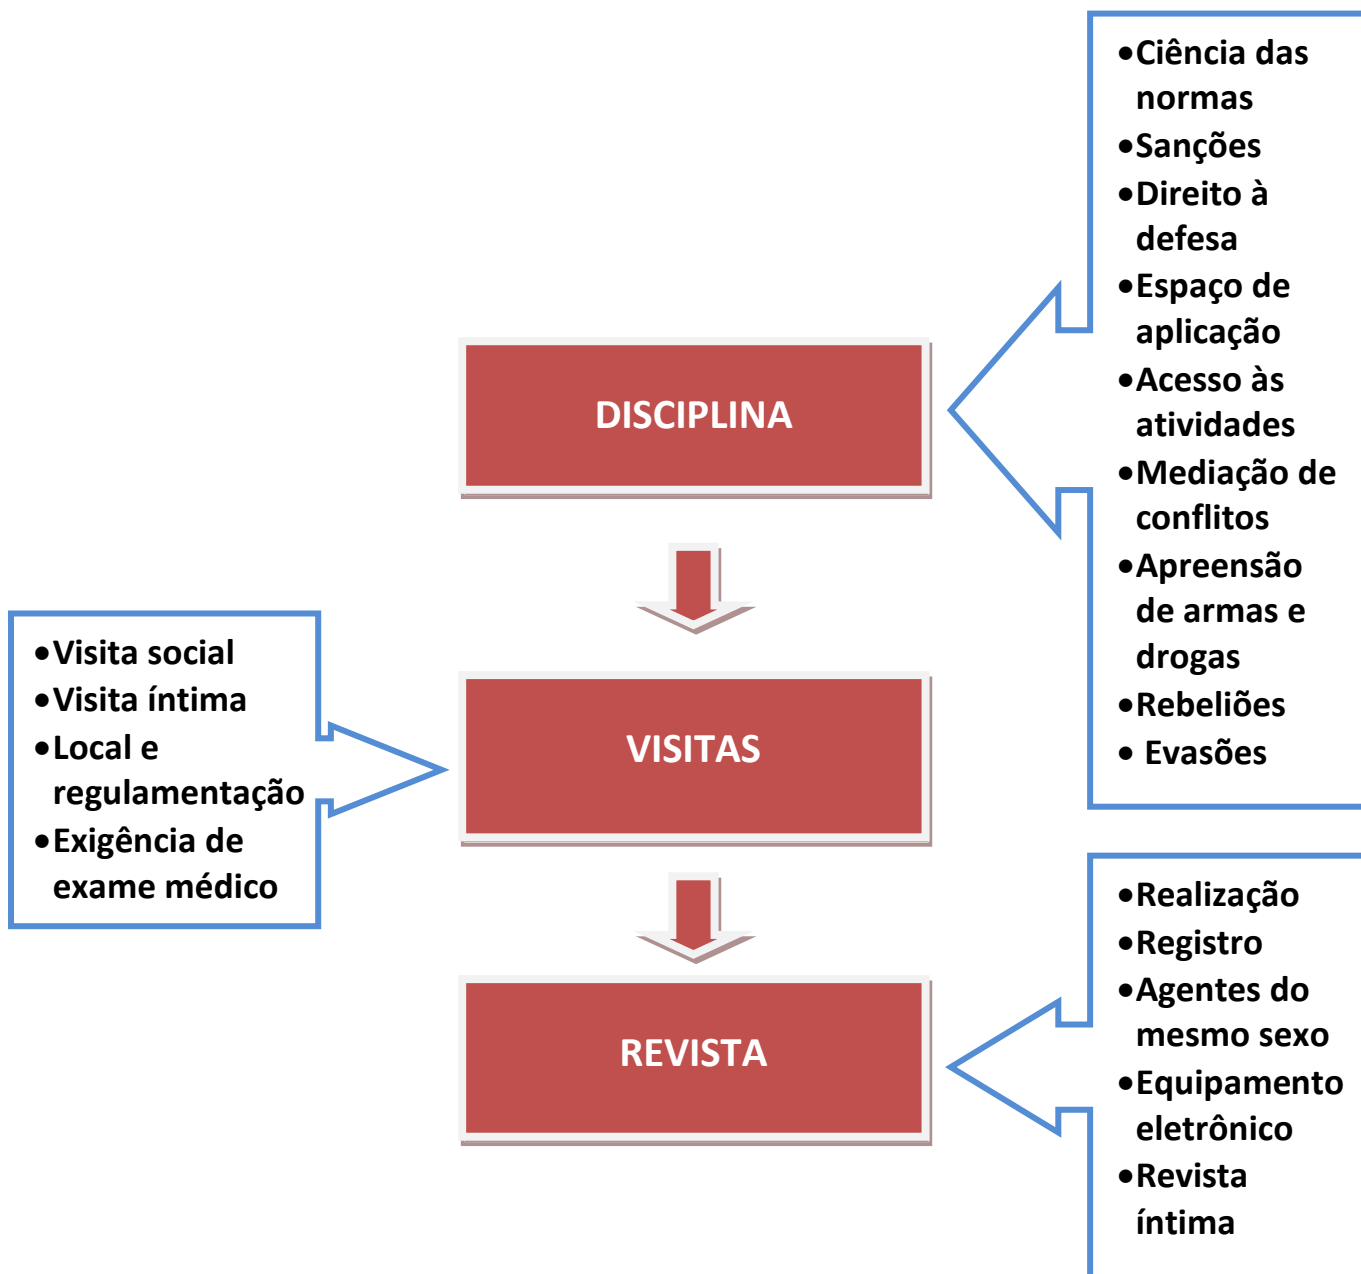 DISCIPLINA
•Ciência das
normas
•Sanções
•Direito à
defesa
•Espaço de
aplicação
•Acesso às
atividades
•Mediação de
conflitos
•Apreensão
de armas e
drogas
•Rebeliões
• Evasões
VISITAS
•Visita social
•Visita íntima
•Local e
regulamentação
•Exigência de
exame médico
REVISTA
•Realização
•Registro
•Agentes do
mesmo sexo
•Equipamento
eletrônico
•Revista
íntima